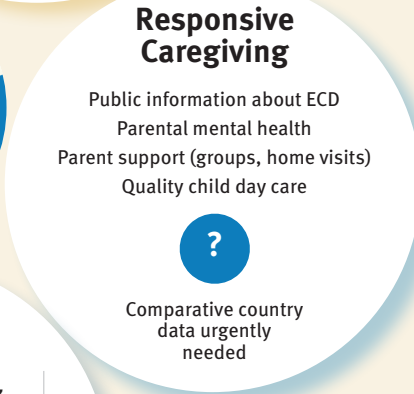 Responsive
Caregiving
Public information about ECD
Parental mental health
Parent support (groups, home visits)
Quality child day care
?
Comparative country
data urgently
needed